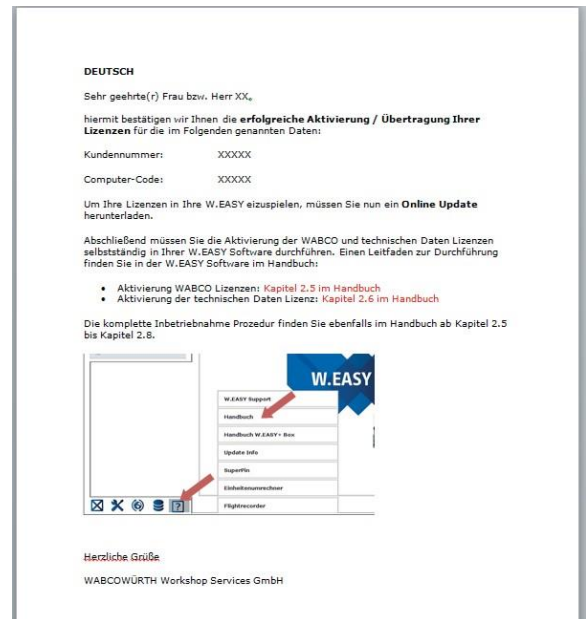 DEUTSCH
Sehr geehrte(r) Frau bzw. Herr XX,
hiermit bestätigen wir Ihnen die erfolgreiche Aktivierung / Übertragung Ihrer
Lizenzen für die im Folgenden genannten Daten:
Kundennummer: XXXXX
Computer-Code: XXXXX
Um Ihre Lizenzen in Ihre W.EASY eizuspielen, müssen Sie nun ein Online Update
herunterladen.
Abschließend müssen Sie die Aktivierung der WABCO und technischen Daten Lizenzen
selbstständig in Ihrer W.EASY Software durchführen. Einen Leitfaden zur Durchführung
finden Sie in der W.EASY Software im Handbuch:
• Aktivierung WABCO Lizenzen: Kapitel 2.5 im Handbuch
• Aktivierung der technischen Daten Lizenz: Kapitel 2.6 im Handbuch
Die komplette Inbetriebnahme Prozedur finden Sie ebenfalls im Handbuch ab Kapitel 2.5
bis Kapitel 2.8.
W.EASY
W.EASY Support
Handbuch
Handbuch W.EASY+ Box
Update Info
SuperPin
Einheitenumrechner
Flightrecorder
?
Herzliche Grüße
WABCOWÜRTH Workshop Services GmbH